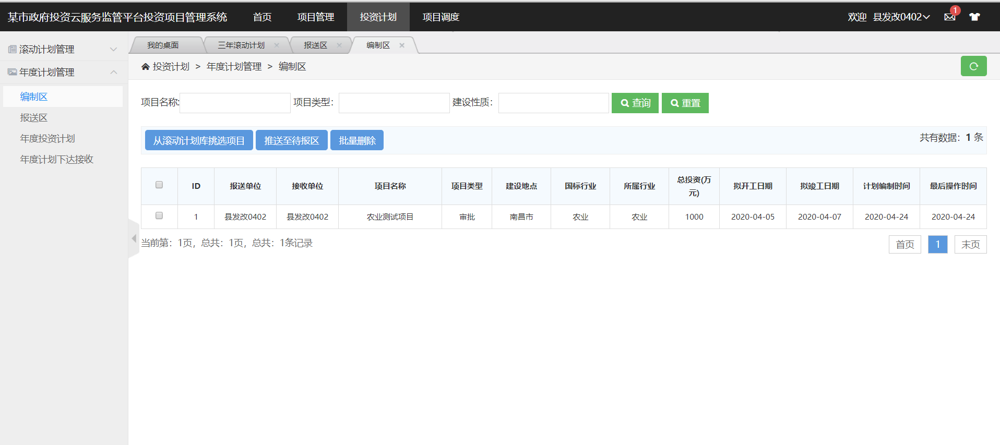 某市政府投资云服务监管平台投资项目管理系统 首页 项目管理 投资计划 项目调度 欢迎 县发改0402 1
滚动计划管理
年度计划管理
编制区
报送区
年度投资计划
年度计划下达接收
我的桌面 三年滚动计划 报送区 编制区
投资计划 > 年度计划管理 > 编制区
项目名称: 项目类型： 建设性质： 查询 重置
从滚动计划库挑选项目 推送至待报区 批量删除 共有数据：1 条
ID 报送单位 接收单位 项目名称 项目类型 建设地点 国标行业 所属行业 总投资(万元) 拟开工日期 拟竣工日期 计划编制时间 最后操作时间
1 县发改0402 县发改0402 农业测试项目 审批 南昌市 农业 农业 1000 2020-04-05 2020-04-07 2020-04-24 2020-04-24
当前第：1页，总共：1页，总共：1条记录 首页 1 末页